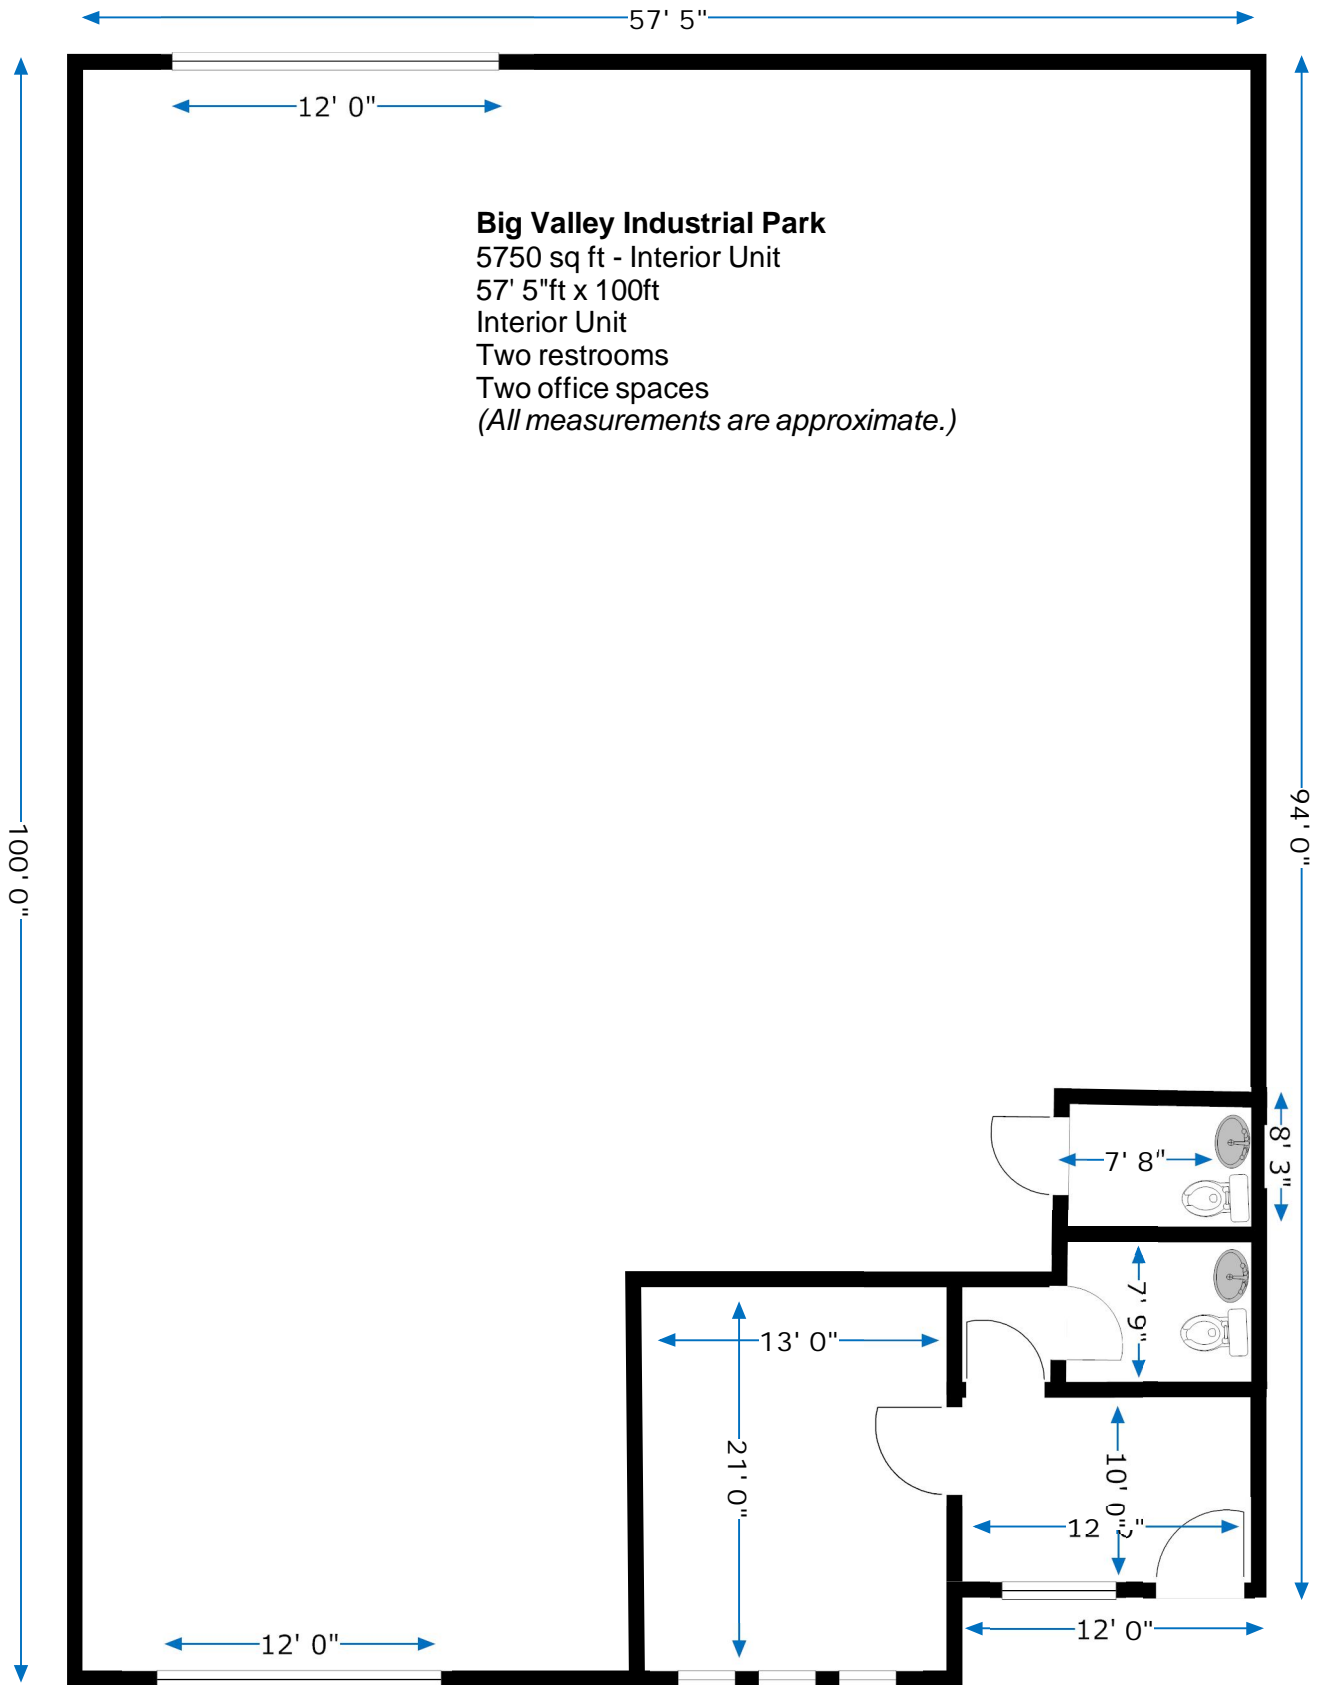 57' 5"
12' 0"
Big Valley Industrial Park
5750 sq ft - Interior Unit
57' 5"ft x 100ft
Interior Unit
Two restrooms
Two office spaces
(All measurements are approximate.)
100' 0"
94' 0"
7' 8"
8' 3"
7' 9"
13' 0"
21' 0"
10' 0"
12
12' 0"
12' 0"